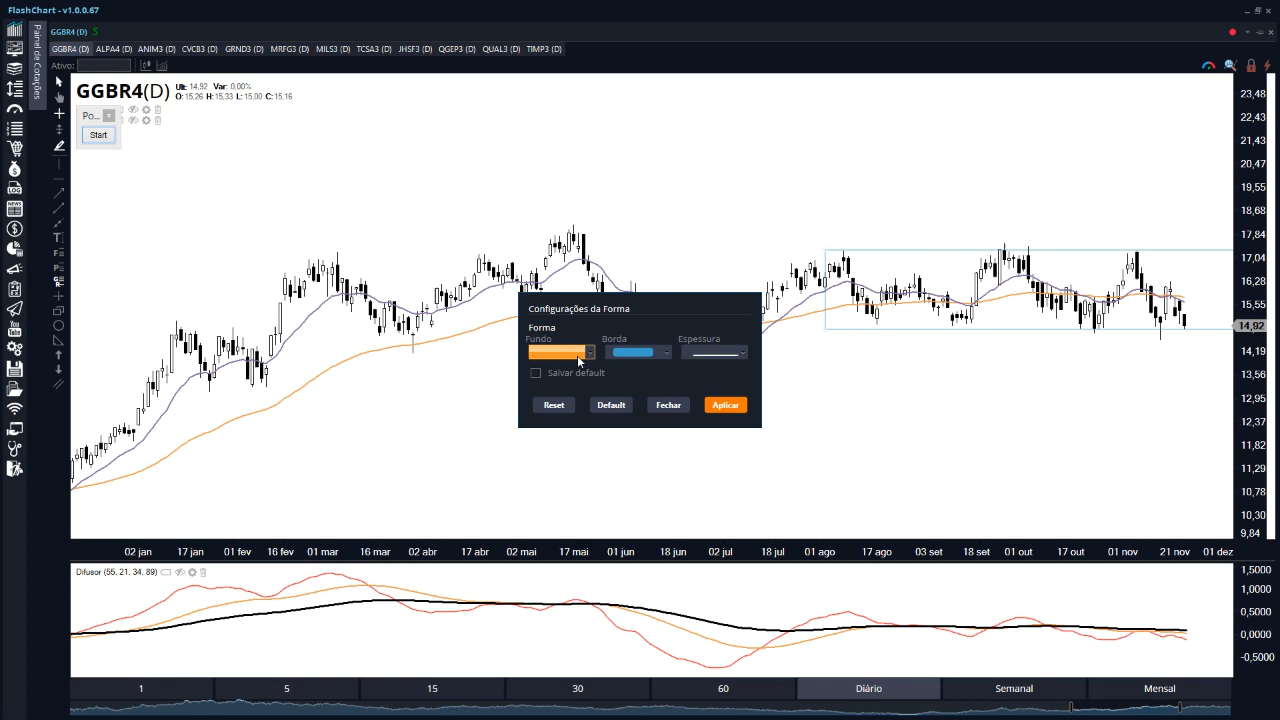 FlashChart - v1.0.0.67
GGBR4 (D) S
GGBR4 (D) ALPA4 (D) ANIM3 (D) CVCB3 (D) GRND3 (D) MRFG3 (D) MILS3 (D) TCSA3 (D) JHSF3 (D) QGEP3 (D) QUAL3 (D) TIMP3 (D)
Painel de Cotações
Ativo:
GGBR4(D)
Ult: 14,92 Var: 0,00%
O: 15,26 H: 15,33 L: 15,00 C: 15,16
Po...
Start
LOG
NEWS
You
Tube
23,48
22,43
21,43
20,47
19,55
18,68
17,84
17,04
16,28
15,55
14,92
14,19
13,56
12,95
12,37
11,82
11,29
10,78
10,30
9,84
Configurações da Forma
Forma
Fundo Borda Espessura
Salvar default
Reset Default Fechar Aplicar
02 jan 17 jan 01 fev 16 fev 01 mar 16 mar 02 abr 17 abr 02 mai 17 mai 01 jun 18 jun 02 jul 18 jul 01 ago 17 ago 03 set 18 set 01 out 17 out 01 nov 21 nov 01 dez
Difusor (55, 21, 34, 89)
1,5000
1,0000
0,5000
0,0000
-0,5000
1 5 15 30 60 Diário Semanal Mensal